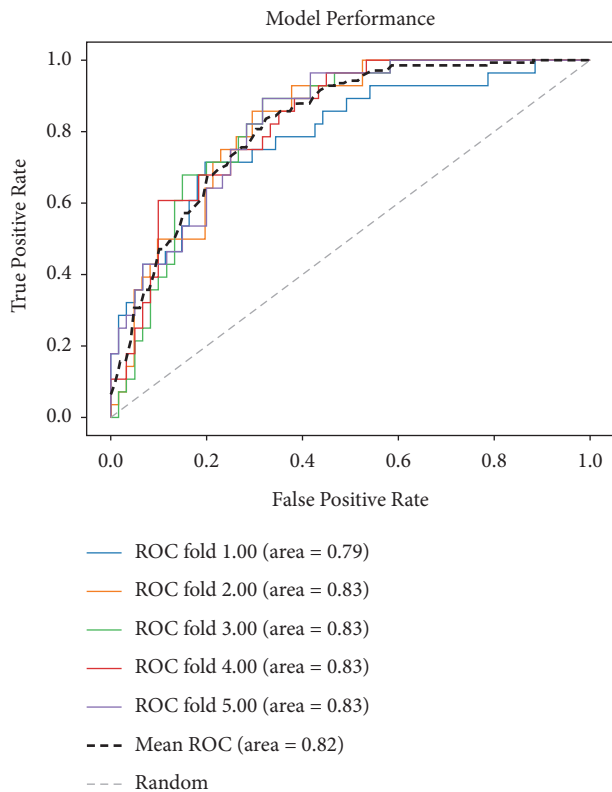 Model Performance
1.0
0.8
0.6
0.4
0.2
0.0
True Positive Rate
0.0 0.2 0.4 0.6 0.8 1.0
False Positive Rate
ROC fold 1.00 (area = 0.79)
ROC fold 2.00 (area = 0.83)
ROC fold 3.00 (area = 0.83)
ROC fold 4.00 (area = 0.83)
ROC fold 5.00 (area = 0.83)
Mean ROC (area = 0.82)
Random